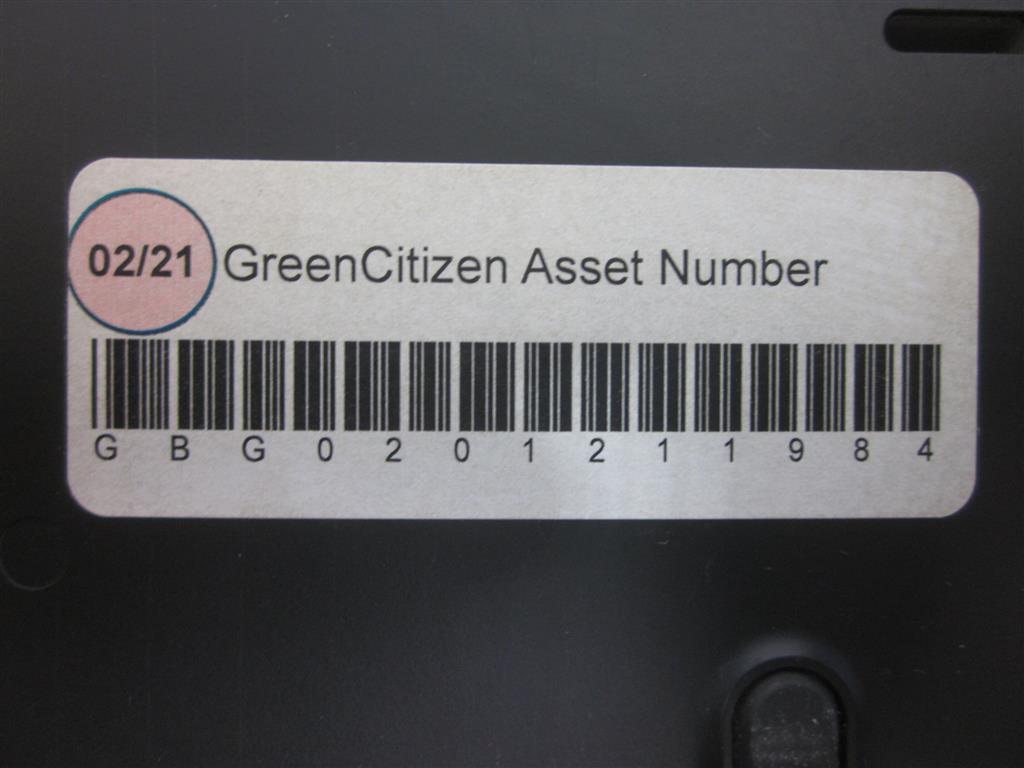 02/21 GreenCitizen Asset Number
G B G 0 2 0 1 2 1 1 9 8 4